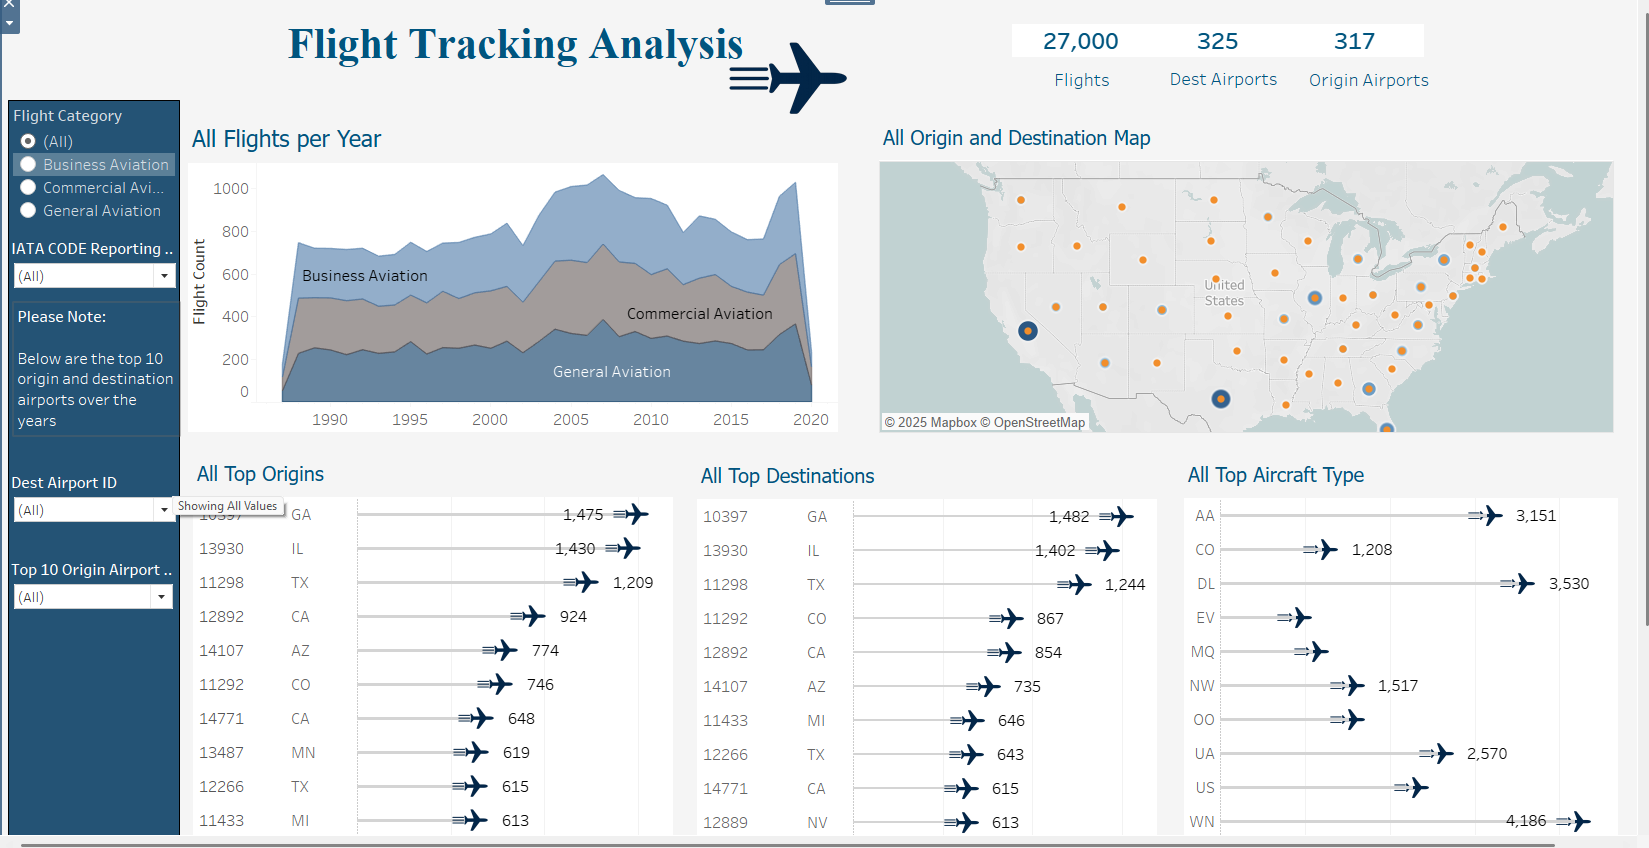 Flight Tracking Analysis
27,000 325 317
Flights Dest Airports Origin Airports
Flight Category
(All)
Business Aviation
Commercial Avi...
General Aviation
IATA CODE Reporting ..
(All)
Please Note:
Below are the top 10
origin and destination
airports over the
years
Dest Airport ID
(All)
Showing All Values
Top 10 Origin Airport ..
(All)
All Flights per Year
Flight Count
1000
800
600
400
200
0
Business Aviation
Commercial Aviation
General Aviation
1990 1995 2000 2005 2010 2015 2020
All Origin and Destination Map
United
States
© 2025 Mapbox © OpenStreetMap
All Top Origins
10397 GA 1,475
13930 IL 1,430
11298 TX 1,209
12892 CA 924
14107 AZ 774
11292 CO 746
14771 CA 648
13487 MN 619
12266 TX 615
11433 MI 613
All Top Destinations
10397 GA 1,482
13930 IL 1,402
11298 TX 1,244
11292 CO 867
12892 CA 854
14107 AZ 735
11433 MI 646
12266 TX 643
14771 CA 615
12889 NV 613
All Top Aircraft Type
AA 3,151
CO 1,208
DL 3,530
EV
MQ
NW 1,517
OO
UA 2,570
US
WN 4,186